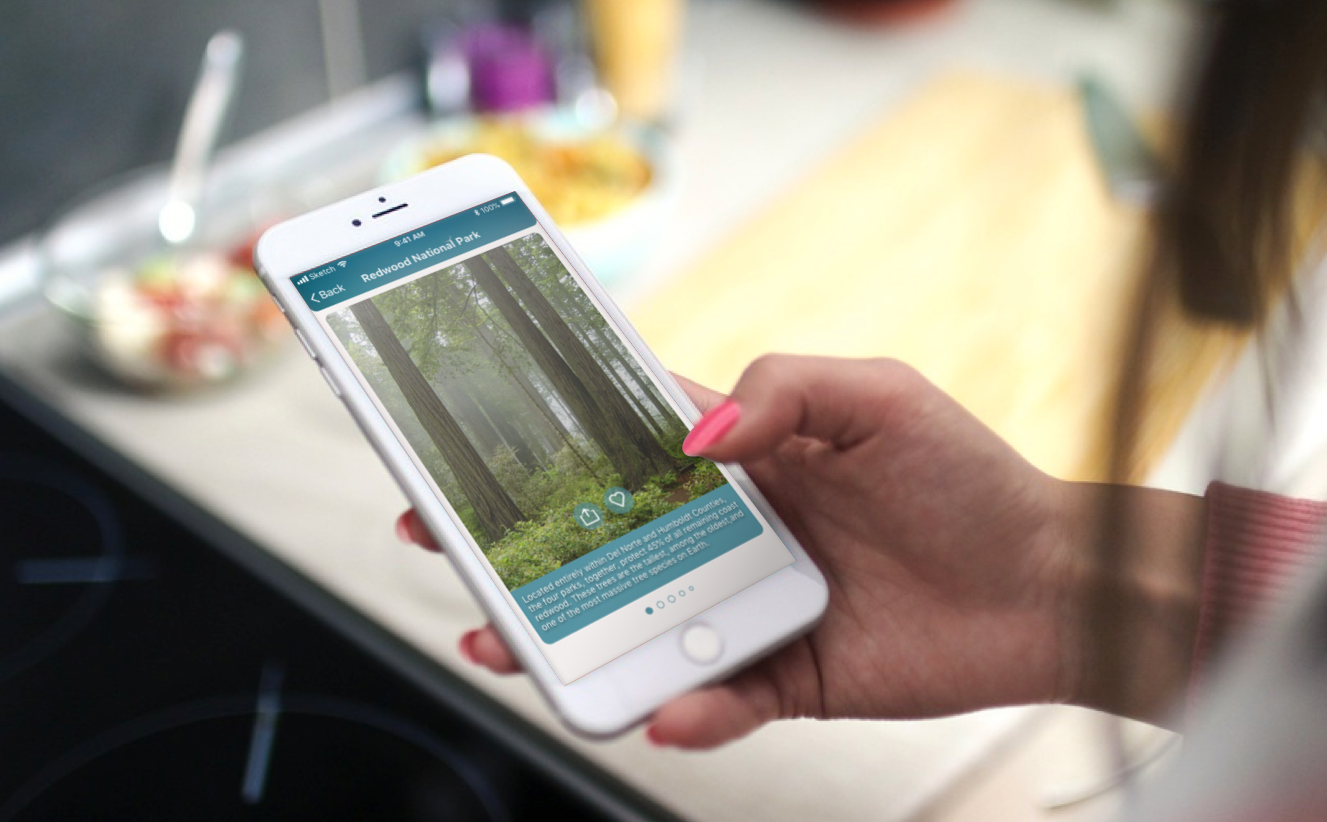 Sketch 9:41 AM 100%
Back Redwood National Park
Located entirely within Del Norte and Humboldt Counties,
the four parks, together, protect 45% of all remaining coast
redwood. These trees are the tallest, among the oldest,and
one of the most massive tree species on Earth.